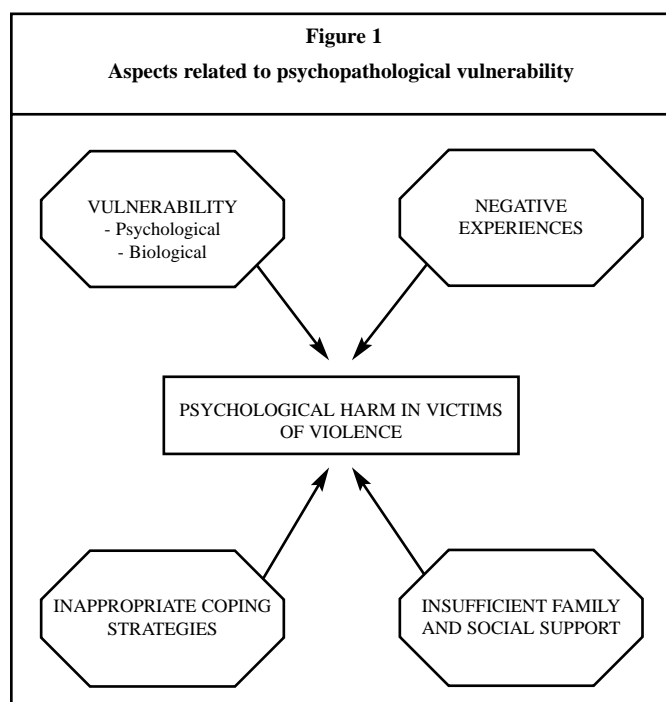 Figure 1
Aspects related to psychopathological vulnerability
VULNERABILITY
- Psychological
- Biological
NEGATIVE
EXPERIENCES
PSYCHOLOGICAL HARM IN VICTIMS
OF VIOLENCE
INAPPROPRIATE COPING
STRATEGIES
INSUFFICIENT FAMILY
AND SOCIAL SUPPORT